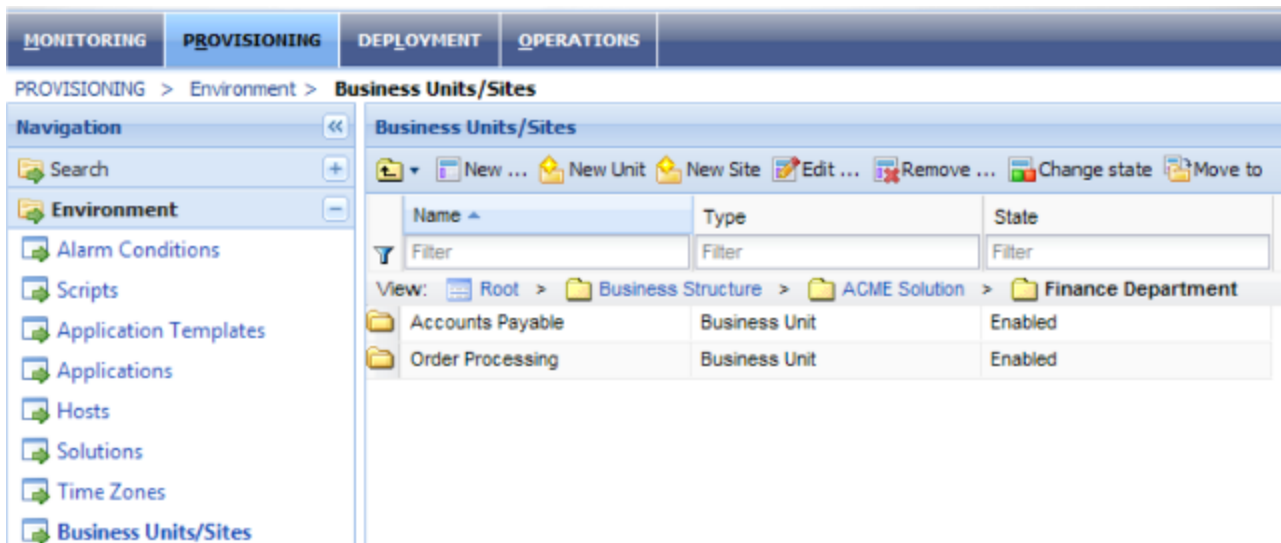 MONITORING PROVISIONING DEPLOYMENT OPERATIONS
PROVISIONING > Environment > Business Units/Sites
Navigation Business Units/Sites
Search New ... New Unit New Site Edit ... Remove ... Change state Move to
Environment Name Type State
Alarm Conditions Filter Filter Filter
Scripts View: Root > Business Structure > ACME Solution > Finance Department
Application Templates Accounts Payable Business Unit Enabled
Applications Order Processing Business Unit Enabled
Hosts
Solutions
Time Zones
Business Units/Sites